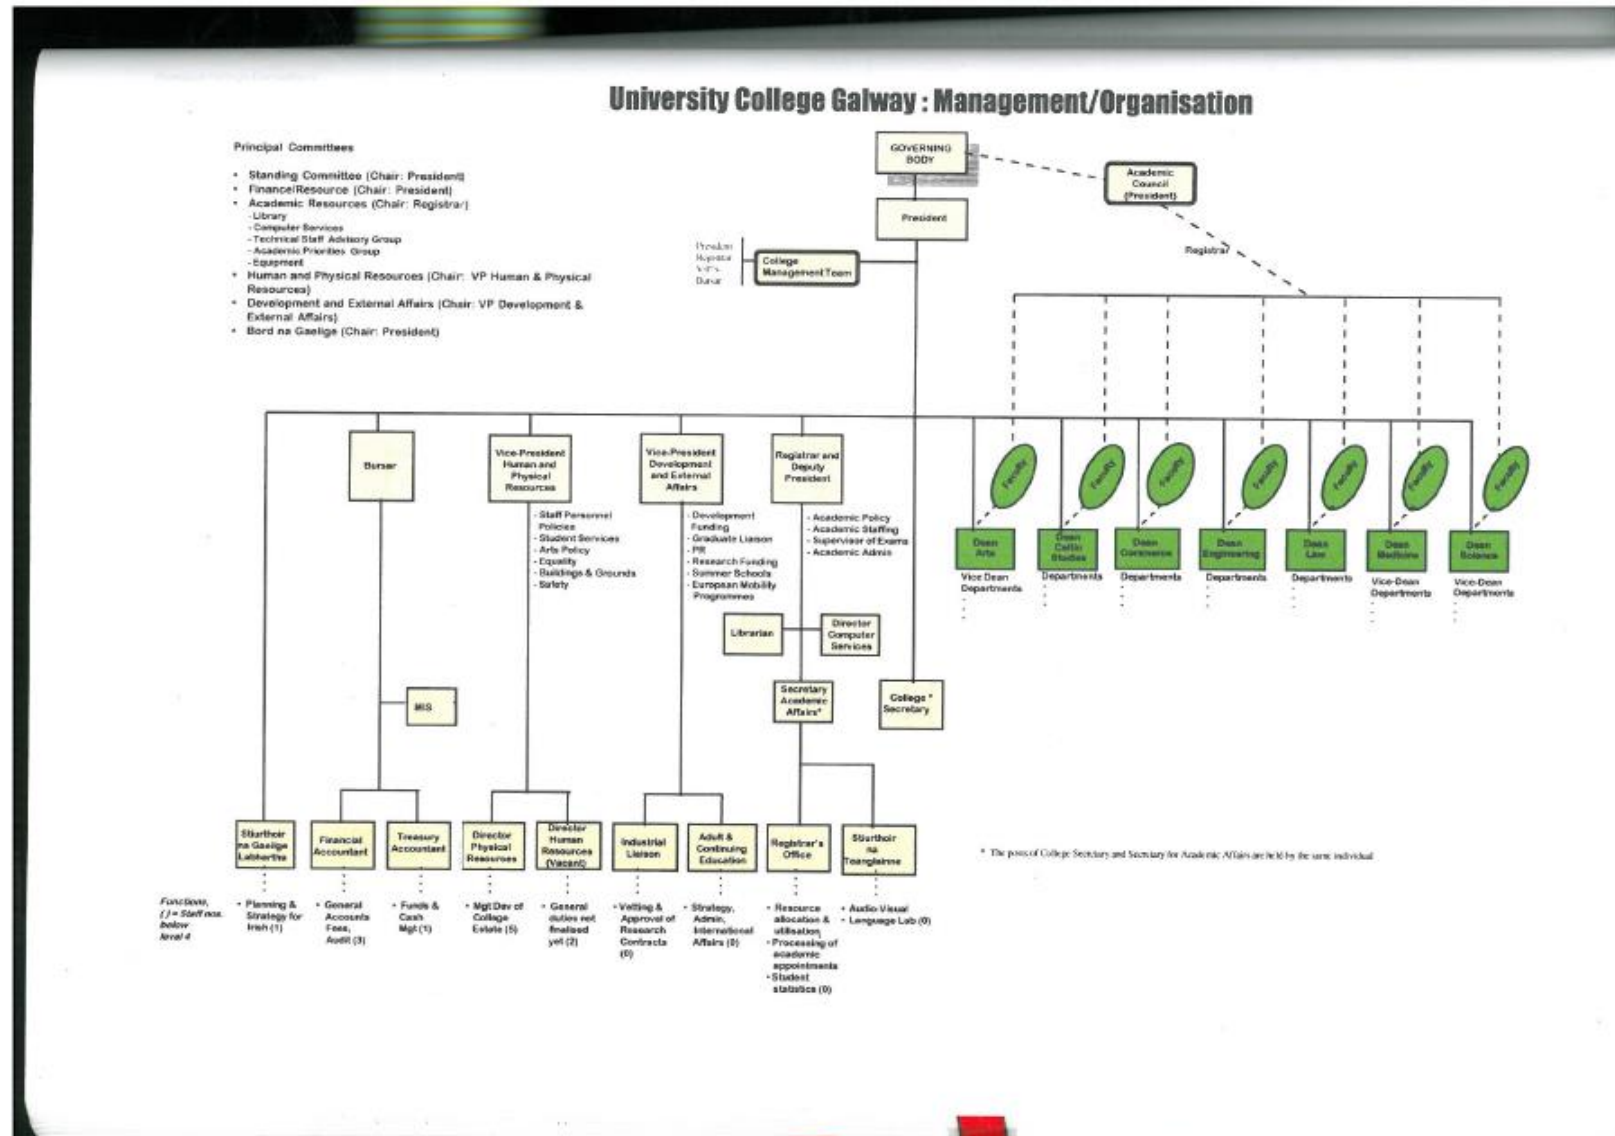 University College Galway : Management/Organisation
Principal Committees
• Standing Committee (Chair: President)
• Finance/Resource (Chair: President)
• Academic Resources (Chair: Registrar)
- Library
- Computer Services
- Technical Staff Advisory Group
- Academic Priorities Group
- Equipment
• Human and Physical Resources (Chair: VP Human & Physical
Resources)
• Development and External Affairs (Chair: VP Development &
External Affairs)
• Bord na Gaelige (Chair: President)
GOVERNING
BODY
Academic
Council
(President)
President
Registrar
President
Registrar
Bursar
College
Management Team
Bursar
Vice-President
Human and
Physical
Resources
Vice-President
Development
and External
Affairs
Registrar and
Deputy
President
- Staff Personnel
Policies
- Student Services
- Arts Policy
- Equality
- Buildings & Grounds
- Safety
- Development
Funding
- Graduate Liaison
- PR
- Research Funding
- Summer Schools
- European Mobility
Programmes
- Academic Policy
- Academic Staffing
- Supervisor of Exams
- Academic Admin
Faculty
Faculty
Faculty
Faculty
Faculty
Faculty
Faculty
Dean
Arts
Dean
Celtic
Studies
Dean
Commerce
Dean
Engineering
Dean
Law
Dean
Medicine
Dean
Science
Vice Dean
Departments
Departments
Departments
Departments
Departments
Vice-Dean
Departments
Vice-Dean
Departments
Librarian
Director
Computer
Services
MIS
Secretary
Academic
Affairs*
College *
Secretary
Stiurthoir
na Gaeilge
Labhartha
Financial
Accountant
Treasury
Accountant
Director
Physical
Resources
Director
Human
Resources
(Vacant)
Industrial
Liaison
Adult &
Continuing
Education
Registrar's
Office
Stiurthoir
na
Teanglainne
* The posts of College Secretary and Secretary for Academic Affairs are held by the same individual
Functions,
( ) = Staff nos.
below
level 4
• Planning &
Strategy for
Irish (1)
• General
Accounts
Fees,
Audit (3)
• Funds &
Cash
Mgt (1)
• Mgt Dev of
College
Estate (5)
• General
duties not
finalised
yet (2)
• Vetting &
Approval of
Research
Contracts
(0)
• Strategy,
Admin,
International
Affairs (0)
• Resource
allocation &
utilisation
• Processing of
academic
appointments
• Student
statistics (0)
• Audio-Visual
• Language Lab (0)